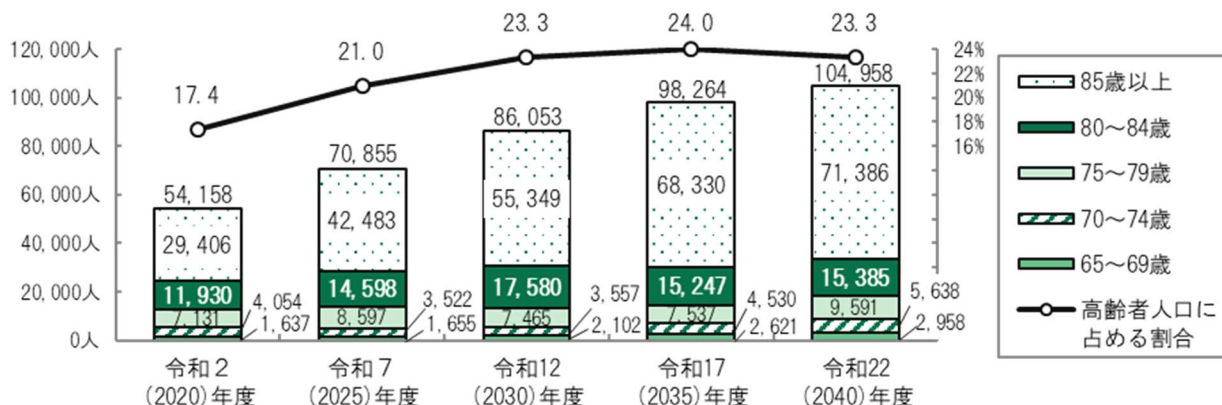 17.4
21.0
23.3
24.0
23.3
120,000人
100,000人
80,000人
60,000人
40,000人
20,000人
0人
54,158
29,406
11,930
7,131
4,054
1,637
70,855
42,483
14,598
8,597
3,522
1,655
86,053
55,349
17,580
7,465
3,557
2,102
98,264
68,330
15,247
7,537
4,530
2,621
104,958
71,386
15,385
9,591
5,638
2,958
24%
22%
20%
18%
16%
令和2
(2020)年度
令和7
(2025)年度
令和12
(2030)年度
令和17
(2035)年度
令和22
(2040)年度
85歳以上
80～84歳
75～79歳
70～74歳
65～69歳
高齢者人口に
占める割合